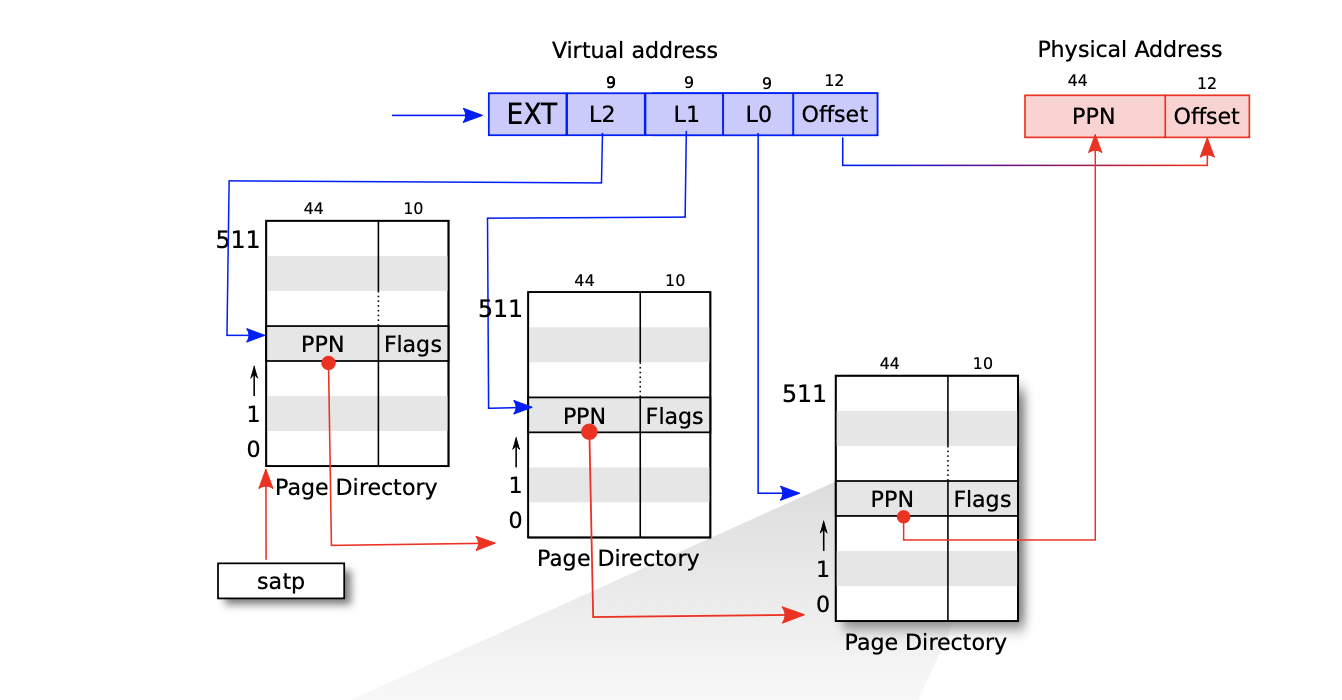 Virtual address
Physical Address
9 9 9 12
44 12
EXT L2 L1 L0 Offset
PPN Offset
44 10
511
PPN Flags
1
0
Page Directory
satp
44 10
511
PPN Flags
1
0
Page Directory
44 10
511
PPN Flags
1
0
Page Directory